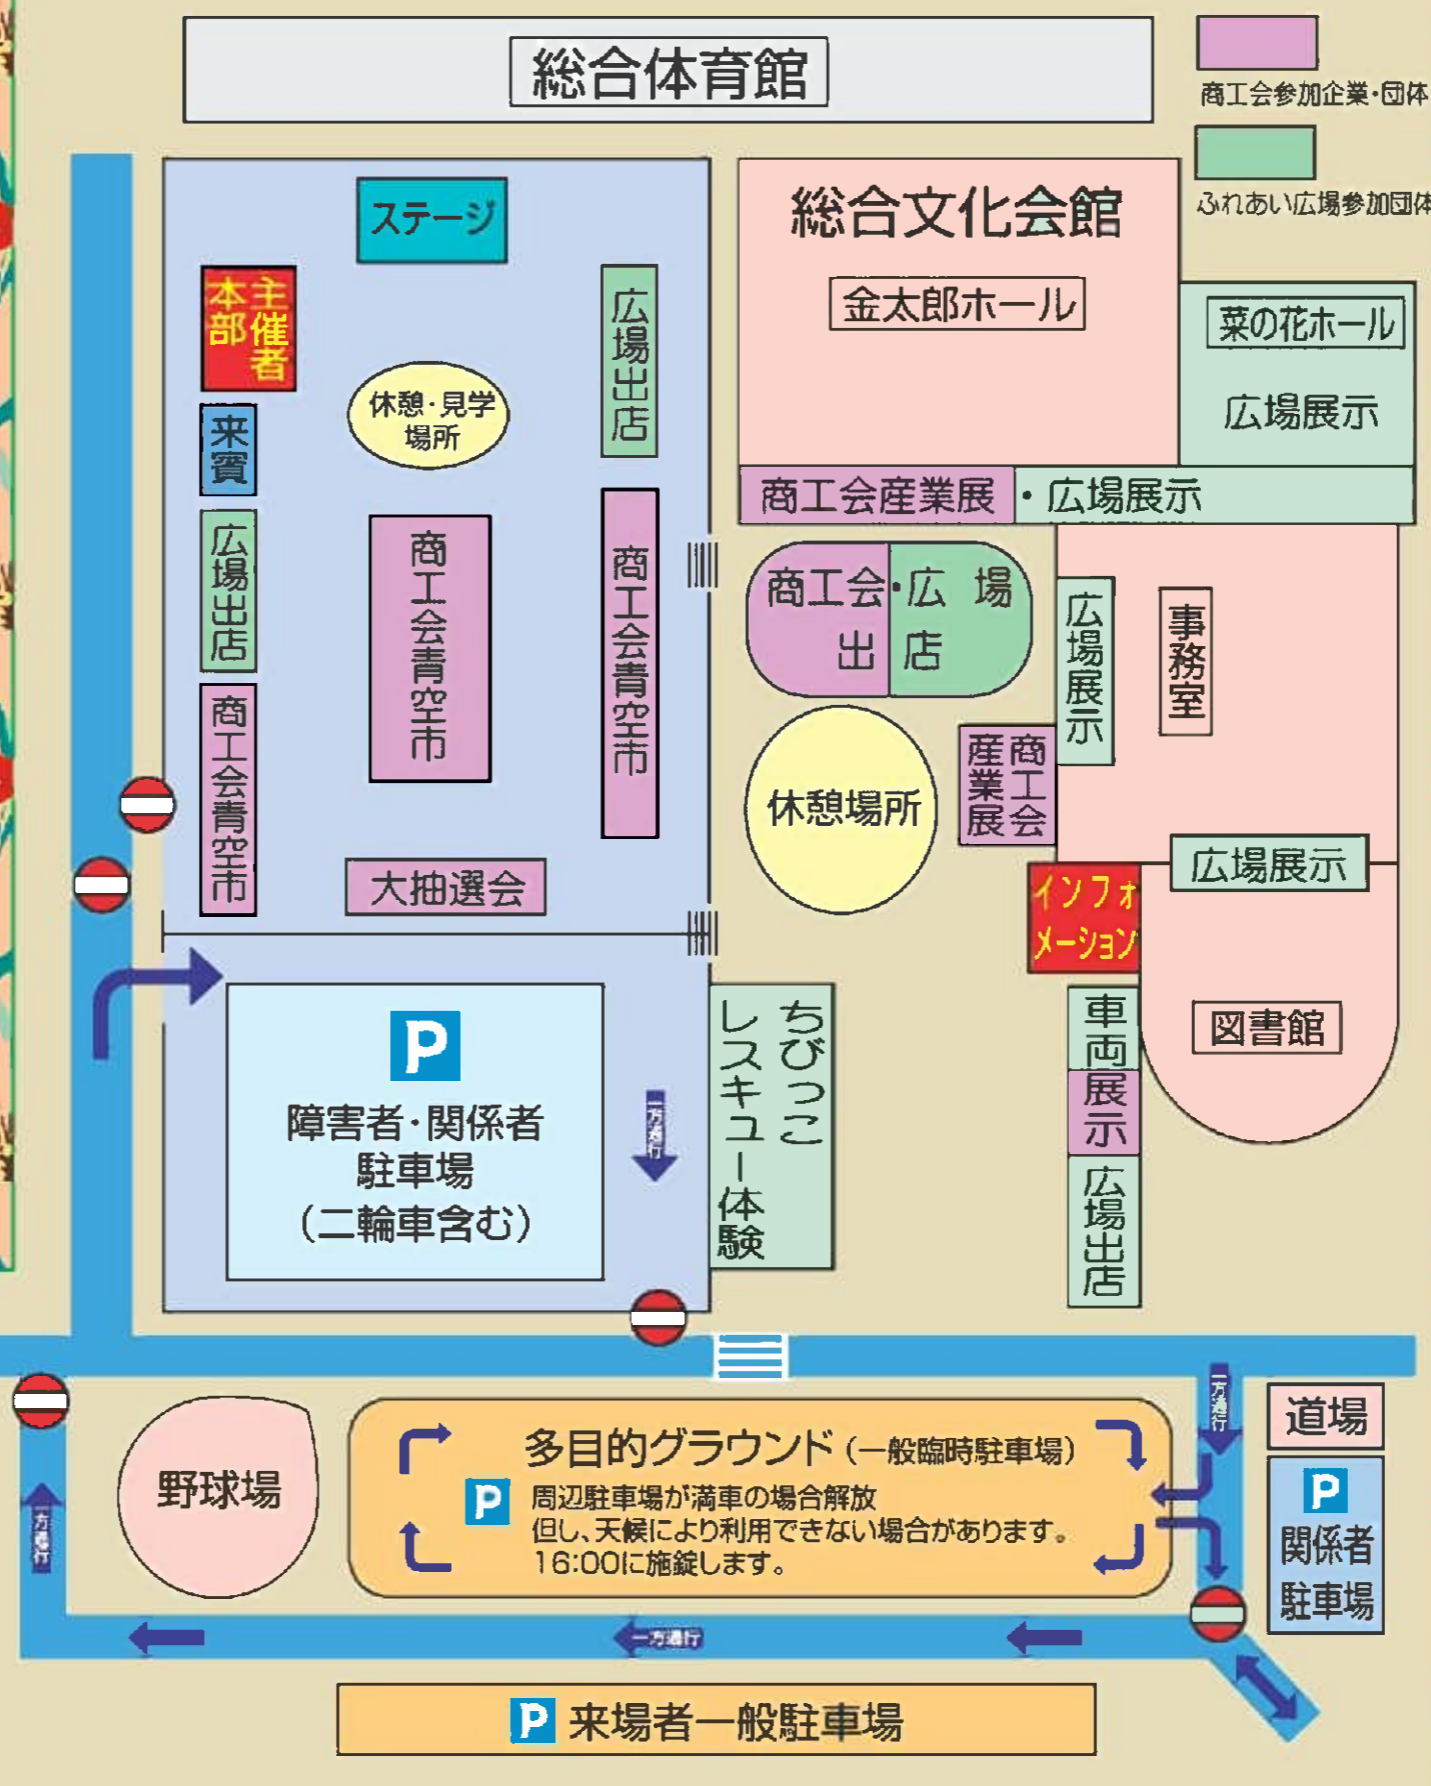 総合体育館
商工会参加企業・団体
ふれあい広場参加団体
ステージ
主催者
本部
来賓
休憩・見学
場所
広場出店
広場出店
商工会青空市
商工会青空市
商工会青空市
大抽選会
総合文化会館
金太郎ホール
菜の花ホール
広場展示
商工会産業展・広場展示
商工会・広場
出店
休憩場所
広場展示
事務室
商工会
産業展
広場展示
インフォ
メーション
図書館
車両
展示
広場出店
P
障害者・関係者
駐車場
(二輪車含む)
一方通行
ちびっこ
レスキュー体験
野球場
多目的グラウンド(一般臨時駐車場)
P
周辺駐車場が満車の場合解放
但し、天候により利用できない場合があります。
16:00に施錠します。
一方通行
道場
P
関係者
駐車場
一方通行
一方通行
P 来場者一般駐車場